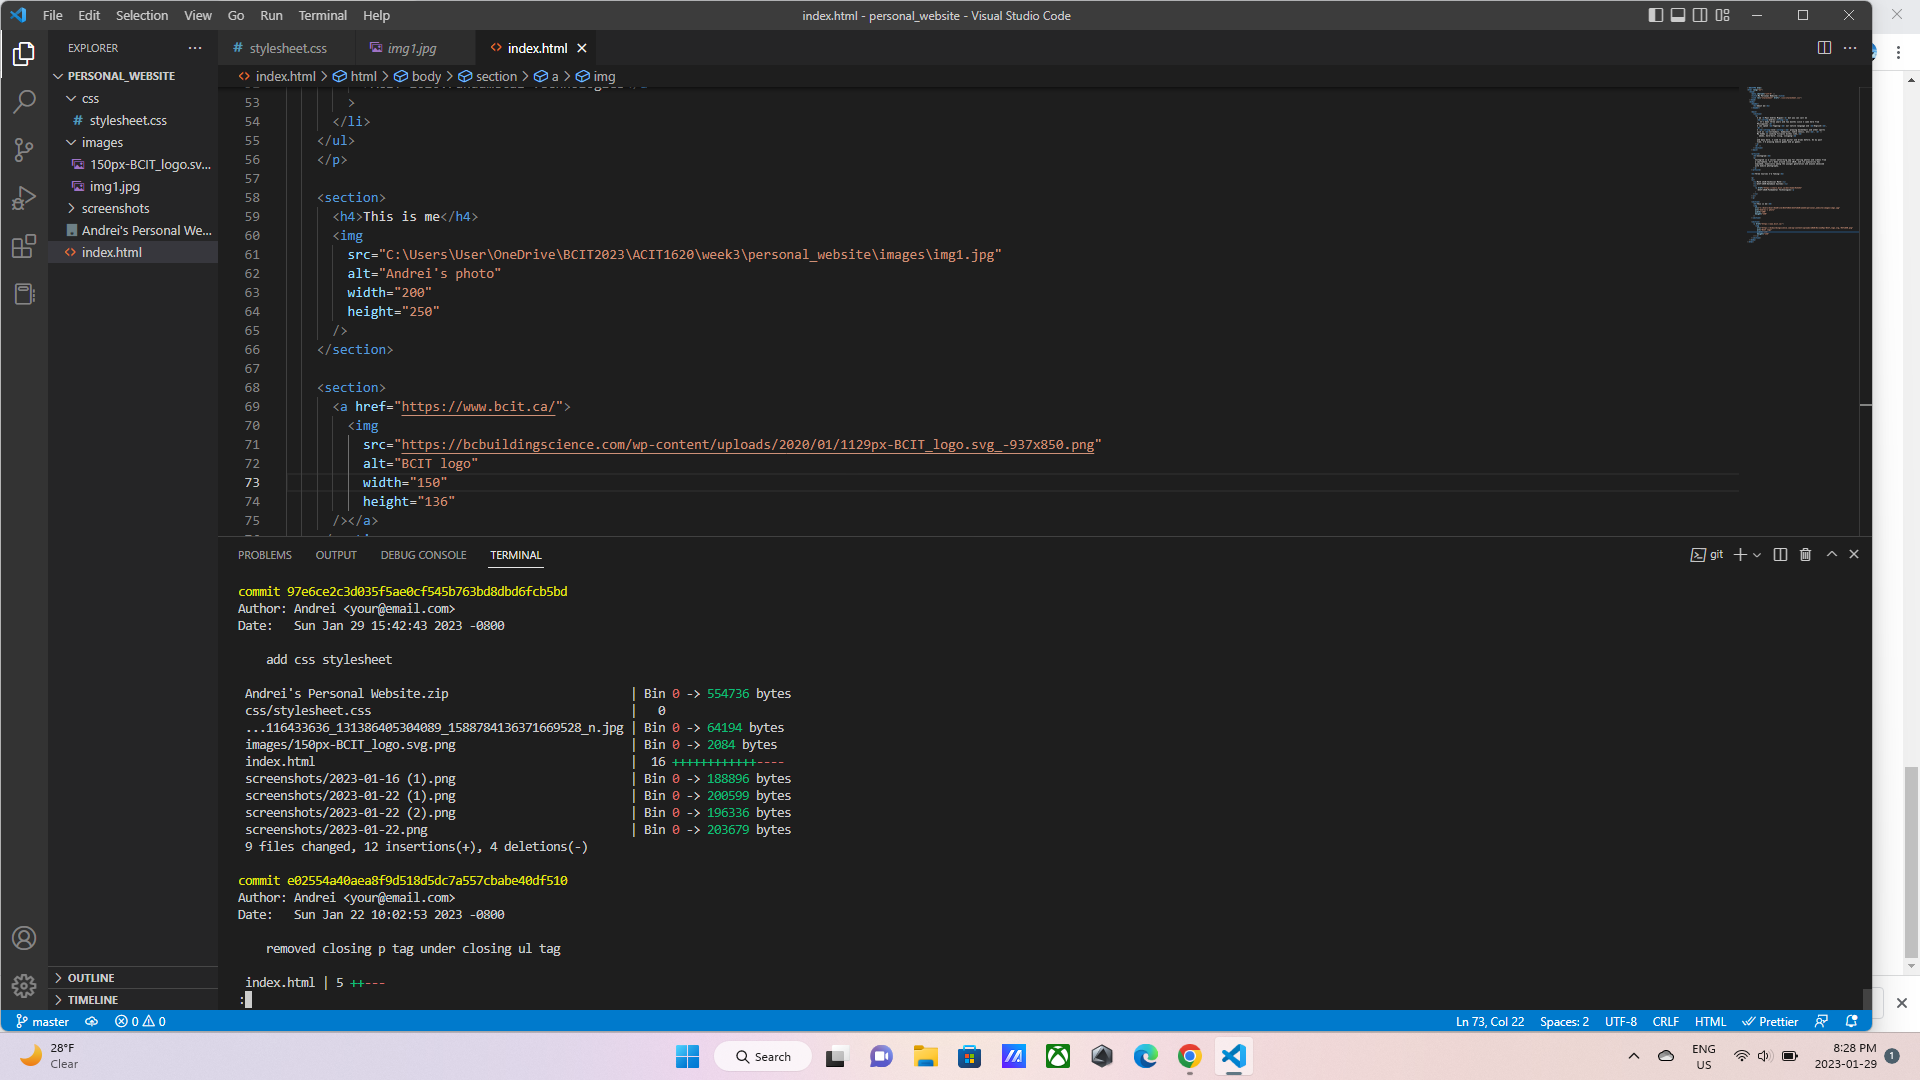 File Edit Selection View Go Run Terminal Help
index.html - personal_website - Visual Studio Code
EXPLORER
PERSONAL_WEBSITE
css
# stylesheet.css
images
150px-BCIT_logo.sv...
img1.jpg
screenshots
Andrei's Personal We...
index.html
OUTLINE
TIMELINE
# stylesheet.css img1.jpg index.html
index.html > html > body > section > a > img
53 >
54 </li>
55 </ul>
56 </p>
57
58 <section>
59 <h4>This is me</h4>
60 <img
61 src="C:\Users\User\OneDrive\BCIT2023\ACIT1620\week3\personal_website\images\img1.jpg"
62 alt="Andrei's photo"
63 width="200"
64 height="250"
65 />
66 </section>
67
68 <section>
69 <a href="https://www.bcit.ca/">
70 <img
71 src="https://bcbuildingscience.com/wp-content/uploads/2020/01/1129px-BCIT_logo.svg_-937x850.png"
72 alt="BCIT logo"
73 width="150"
74 height="136"
75 /></a>
PROBLEMS OUTPUT DEBUG CONSOLE TERMINAL
git
commit 97e6ce2c3d035f5ae0cf545b763bd8dbd6fcb5bd
Author: Andrei <your@email.com>
Date: Sun Jan 29 15:42:43 2023 -0800
add css stylesheet
Andrei's Personal Website.zip | Bin 0 -> 554736 bytes
css/stylesheet.css | 0
...116433636_131386405304089_1588784136371669528_n.jpg | Bin 0 -> 64194 bytes
images/150px-BCIT_logo.svg.png | Bin 0 -> 2084 bytes
index.html | 16 ++++++++++++----
screenshots/2023-01-16 (1).png | Bin 0 -> 188896 bytes
screenshots/2023-01-22 (1).png | Bin 0 -> 200599 bytes
screenshots/2023-01-22 (2).png | Bin 0 -> 196336 bytes
screenshots/2023-01-22.png | Bin 0 -> 203679 bytes
9 files changed, 12 insertions(+), 4 deletions(-)
commit e02554a40aea8f9d518d5dc7a557cbabe40df510
Author: Andrei <your@email.com>
Date: Sun Jan 22 10:02:53 2023 -0800
removed closing p tag under closing ul tag
index.html | 5 ++---
:
master 0 0
Ln 73, Col 22 Spaces: 2 UTF-8 CRLF HTML Prettier
28°F
Clear
Search
ENG
US
8:28 PM
2023-01-29
1